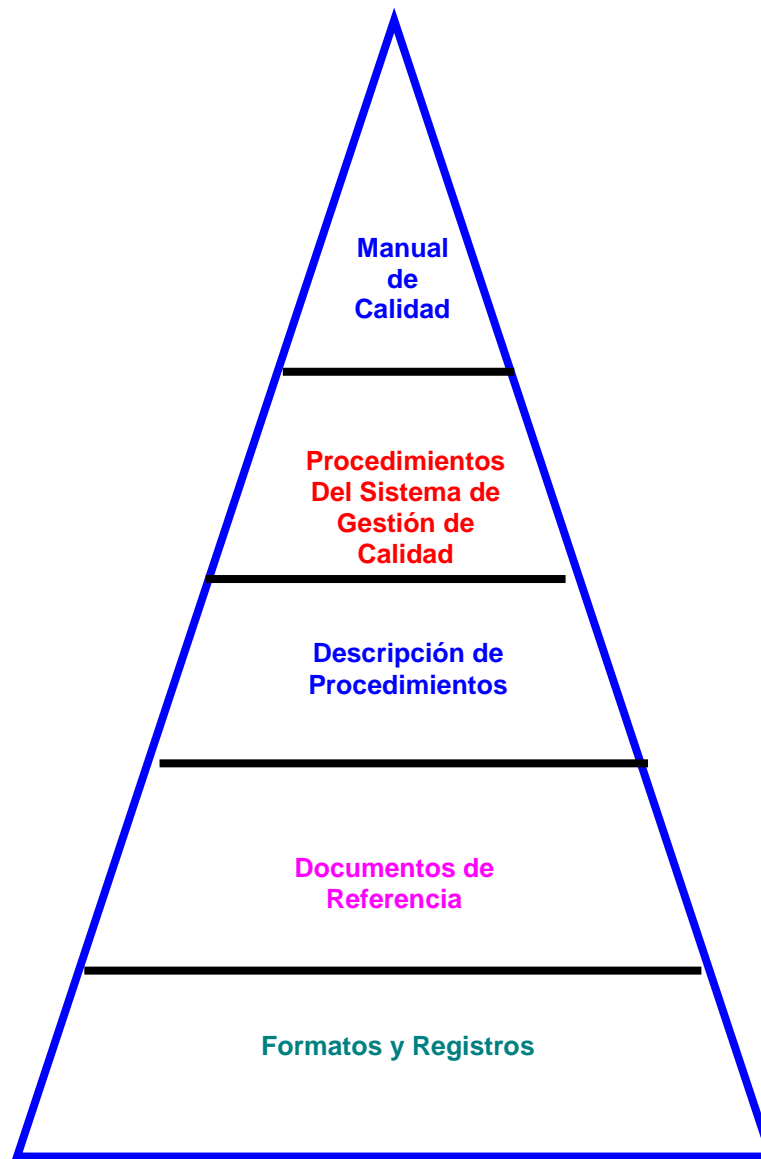 Manual
de
Calidad
Procedimientos
Del Sistema de
Gestión de
Calidad
Descripción de
Procedimientos
Documentos de
Referencia
Formatos y Registros